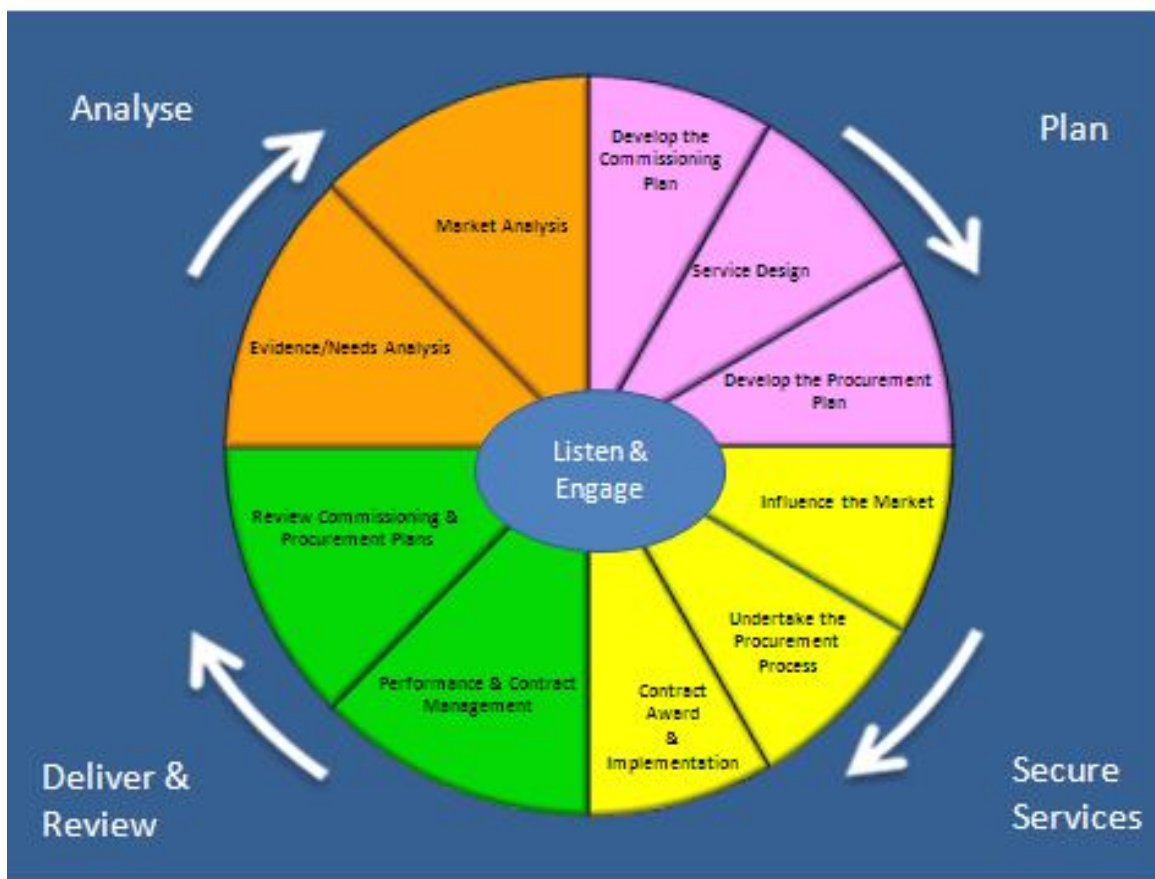 Analyse
Plan
Develop the
Commissioning
Plan
Market Analysis
Service Design
Evidence/Needs Analysis
Develop the Procurement
Plan
Listen &
Engage
Influence the Market
Review Commissioning &
Procurement Plans
Undertake the
Procurement
Process
Performance & Contract
Management
Contract
Award
&
Implementation
Deliver &
Review
Secure
Services